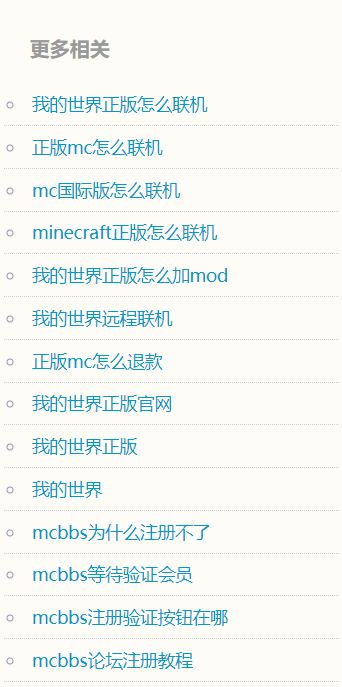 更多相关
我的世界正版怎么联机
正版mc怎么联机
mc国际版怎么联机
minecraft正版怎么联机
我的世界正版怎么加mod
我的世界远程联机
正版mc怎么退款
我的世界正版官网
我的世界正版
我的世界
mcbbs为什么注册不了
mcbbs等待验证会员
mcbbs注册验证按钮在哪
mcbbs论坛注册教程